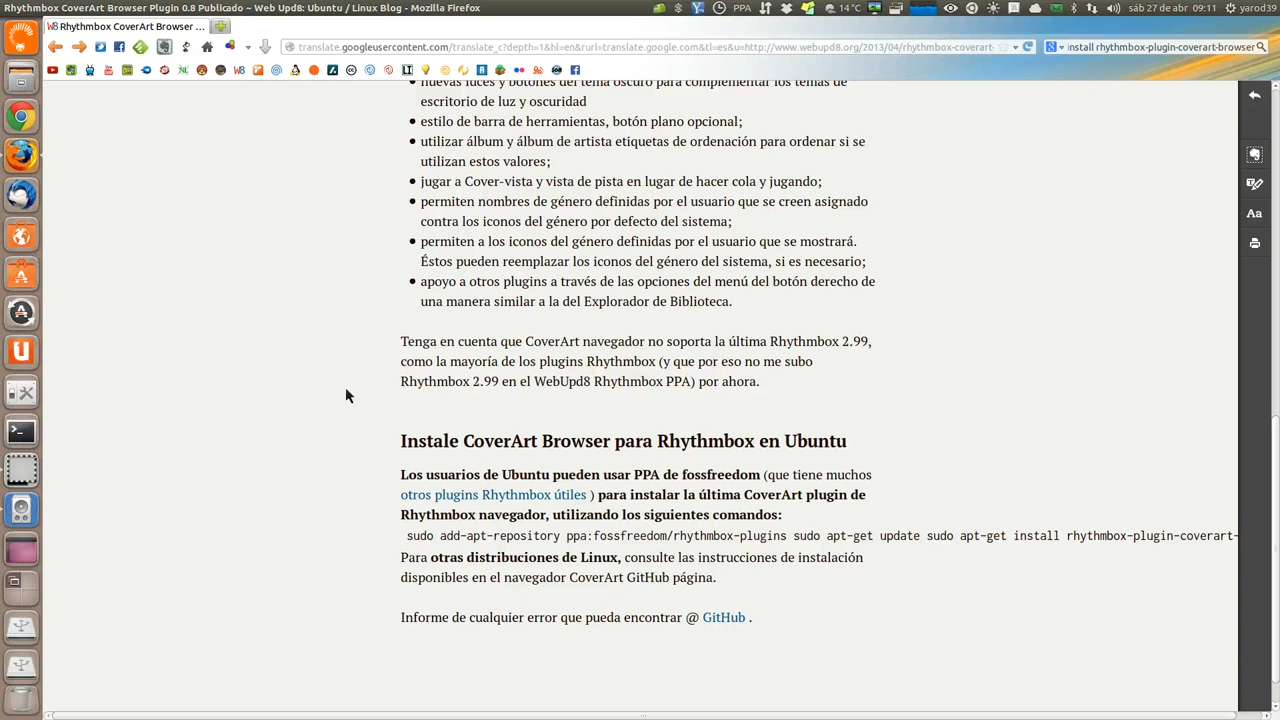 Rhythmbox CoverArt Browser Plugin 0.8 Publicado ~ Web Upd8: Ubuntu / Linux Blog - Mozilla Firefox
PPA
14°C
sáb 27 de abr
09:11
yarod39
W8 Rhythmbox CoverArt Browser ...
translate.googleusercontent.com/translate_c?depth=1&hl=en&rurl=translate.google.com&tl=es&u=http://www.webupd8.org/2013/04/rhythmbox-coverart-
install rhythmbox-plugin-coverart-browser
nuevas luces y botones del tema oscuro para complementar los temas de
escritorio de luz y oscuridad
estilo de barra de herramientas, botón plano opcional;
utilizar álbum y álbum de artista etiquetas de ordenación para ordenar si se
utilizan estos valores;
jugar a Cover-vista y vista de pista en lugar de hacer cola y jugando;
permiten nombres de género definidas por el usuario que se creen asignado
contra los iconos del género por defecto del sistema;
permiten a los iconos del género definidas por el usuario que se mostrará.
Éstos pueden reemplazar los iconos del género del sistema, si es necesario;
apoyo a otros plugins a través de las opciones del menú del botón derecho de
una manera similar a la del Explorador de Biblioteca.
Tenga en cuenta que CoverArt navegador no soporta la última Rhythmbox 2.99,
como la mayoría de los plugins Rhythmbox (y que por eso no me subo
Rhythmbox 2.99 en el WebUpd8 Rhythmbox PPA) por ahora.
Instale CoverArt Browser para Rhythmbox en Ubuntu
Los usuarios de Ubuntu pueden usar PPA de fossfreedom (que tiene muchos
otros plugins Rhythmbox útiles ) para instalar la última CoverArt plugin de
Rhythmbox navegador, utilizando los siguientes comandos:
sudo add-apt-repository ppa:fossfreedom/rhythmbox-plugins sudo apt-get update sudo apt-get install rhythmbox-plugin-coverart-
Para otras distribuciones de Linux, consulte las instrucciones de instalación
disponibles en el navegador CoverArt GitHub página.
Informe de cualquier error que pueda encontrar @ GitHub .
Aa